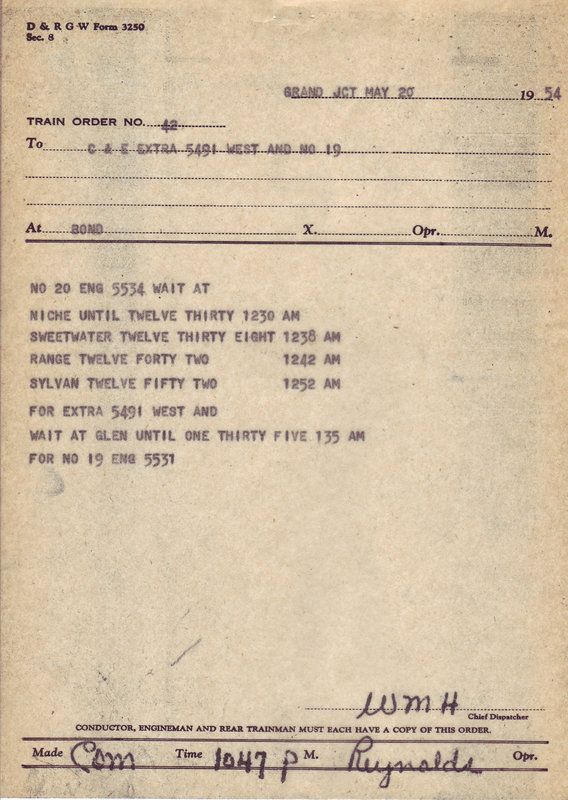 D & R G W Form 3250
Sec. 8
GRAND JCT MAY 20 19 54
TRAIN ORDER NO. 42
To C & E EXTRA 5491 WEST AND NO 19
At BOND X. Opr. M.
NO 20 ENG 5534 WAIT AT
NICHE UNTIL TWELVE THIRTY 1230 AM
SWEETWATER TWELVE THIRTY EIGHT 1238 AM
RANGE TWELVE FORTY TWO 1242 AM
SYLVAN TWELVE FIFTY TWO 1252 AM
FOR EXTRA 5491 WEST AND
WAIT AT GLEN UNTIL ONE THIRTY FIVE 135 AM
FOR NO 19 ENG 5531
WMH
Chief Dispatcher
CONDUCTOR, ENGINEMAN AND REAR TRAINMAN MUST EACH HAVE A COPY OF THIS ORDER.
Made Com Time 1047 P M. Reynolds Opr.